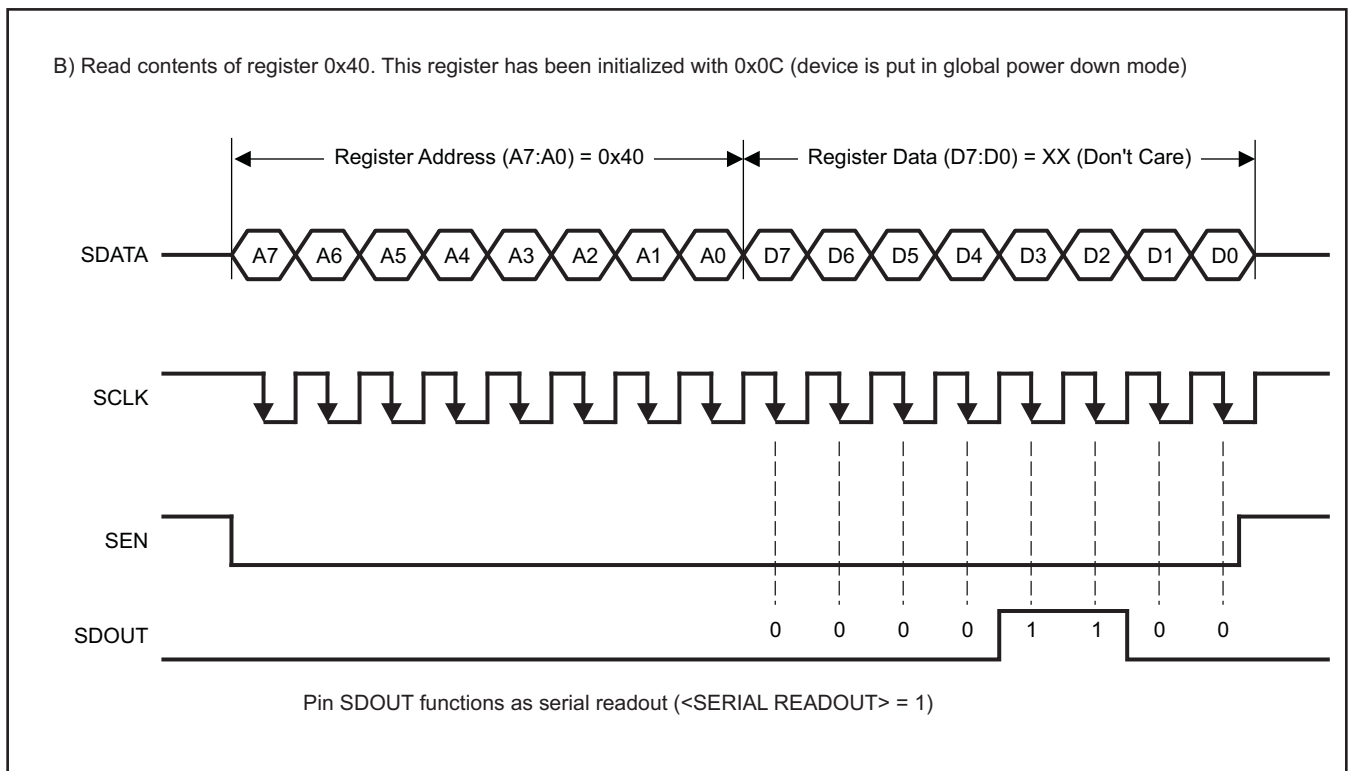 B) Read contents of register 0x40. This register has been initialized with 0x0C (device is put in global power down mode)
Register Address (A7:A0) = 0x40 Register Data (D7:D0) = XX (Don't Care)
SDATA A7 A6 A5 A4 A3 A2 A1 A0 D7 D6 D5 D4 D3 D2 D1 D0
SCLK
SEN
SDOUT 0 0 0 0 1 1 0 0
Pin SDOUT functions as serial readout (<SERIAL READOUT> = 1)